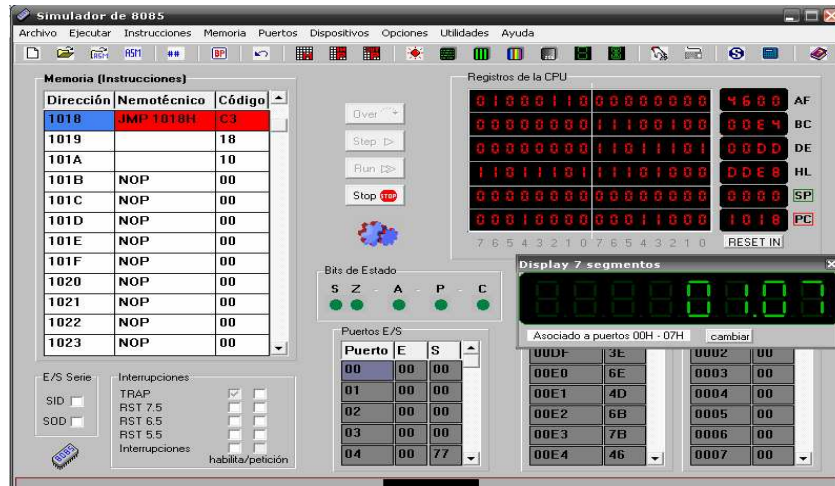 Simulador de 8085
Archivo Ejecutar Instrucciones Memoria Puertos Dispositivos Opciones Utilidades Ayuda
ASM ASM ## BP
Memoria (Instrucciones)
Dirección Nemotécnico Código
1018 JMP 1018H C3
1019 18
101A 10
101B NOP 00
101C NOP 00
101D NOP 00
101E NOP 00
101F NOP 00
1020 NOP 00
1021 NOP 00
1022 NOP 00
1023 NOP 00
Over
Step
Run
Stop STOP
Registros de la CPU
0 1 0 0 0 1 1 0 0 0 0 0 0 0 0 0 4600 AF
0 0 0 0 0 0 0 0 1 1 1 0 0 1 0 0 00E4 BC
0 0 0 0 0 0 0 0 1 1 0 1 1 1 0 1 00DD DE
1 1 0 1 1 1 0 1 1 1 1 0 1 0 0 0 DDE8 HL
0 0 0 0 0 0 0 0 0 0 0 0 0 0 0 0 0000 SP
0 0 0 1 0 0 0 0 0 0 0 1 1 0 0 0 1018 PC
7 6 5 4 3 2 1 0 7 6 5 4 3 2 1 0 RESET IN
Bits de Estado
S Z - A - P - C
Display 7 segmentos x
01.07
Asociado a puertos 00H - 07H cambiar
Puertos E/S
Puerto E S
00 00 00
01 00 00
02 00 00
03 00 00
04 00 77
00DF 3E
00E0 6E
00E1 4D
00E2 6B
00E3 7B
00E4 46
0002 00
0003 00
0004 00
0005 00
0006 00
0007 00
E/S Serie
SID
SOD
8085
Interrupciones
TRAP
RST 7.5
RST 6.5
RST 5.5
Interrupciones
habilita/petición